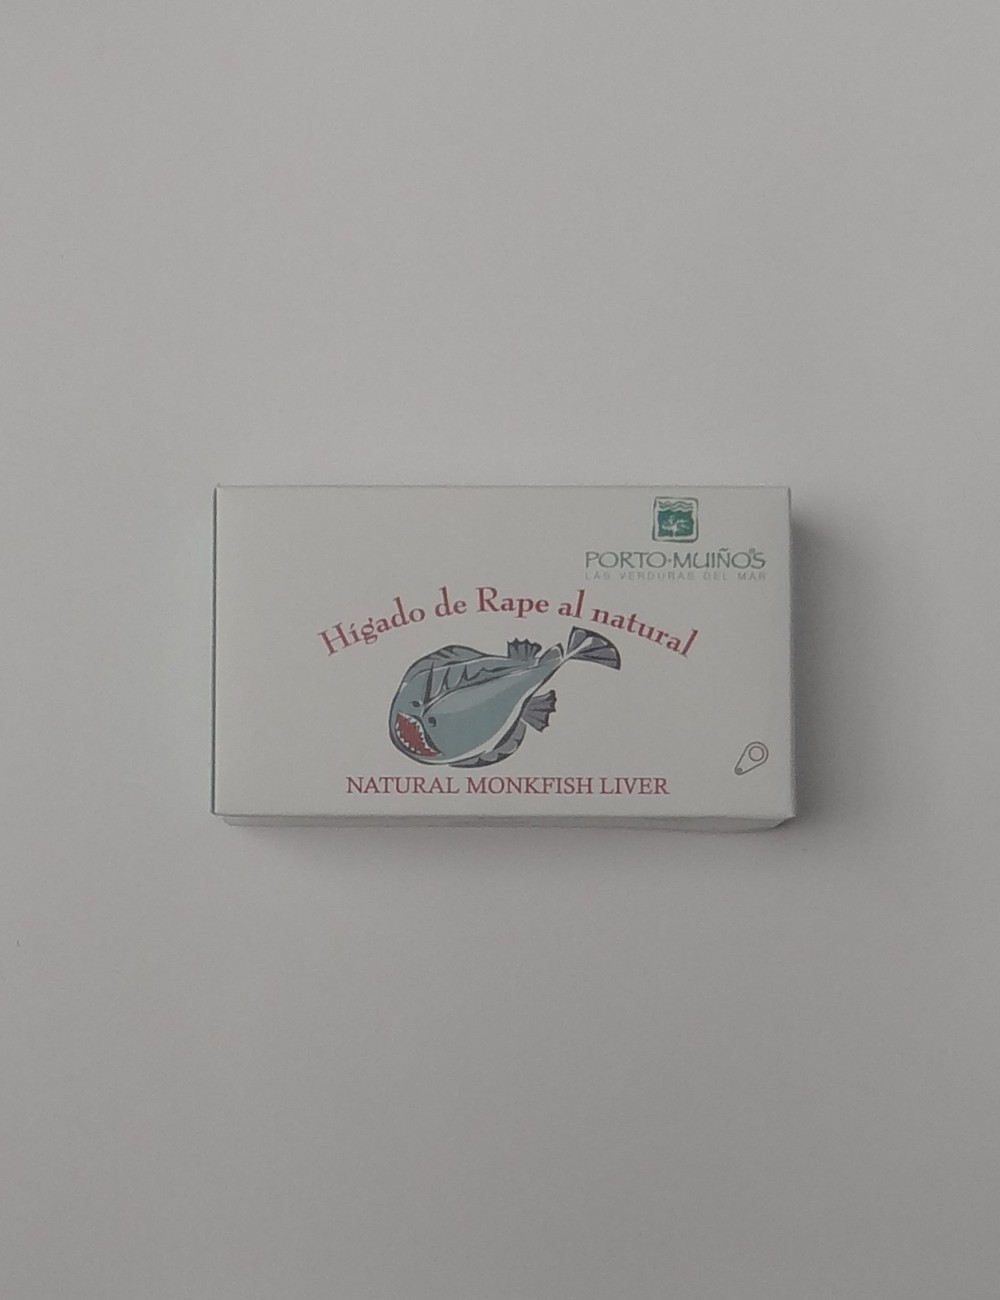 PORTO·MUIÑOS
LAS VERDURAS DEL MAR
Hígado de Rape al natural
NATURAL MONKFISH LIVER